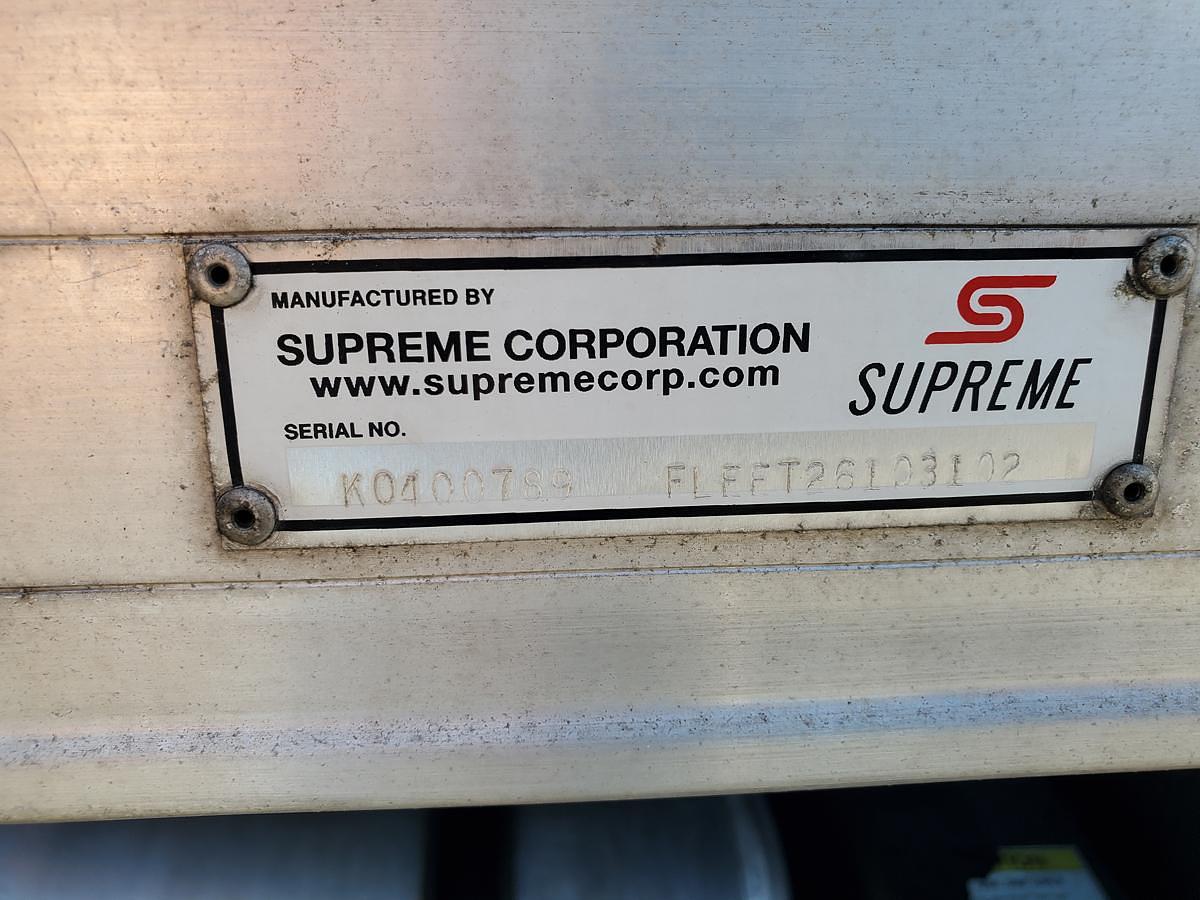 MANUFACTURED BY
SUPREME CORPORATION
www.supremecorp.com
SUPREME
SERIAL NO.
K0400789 FLEET26103102